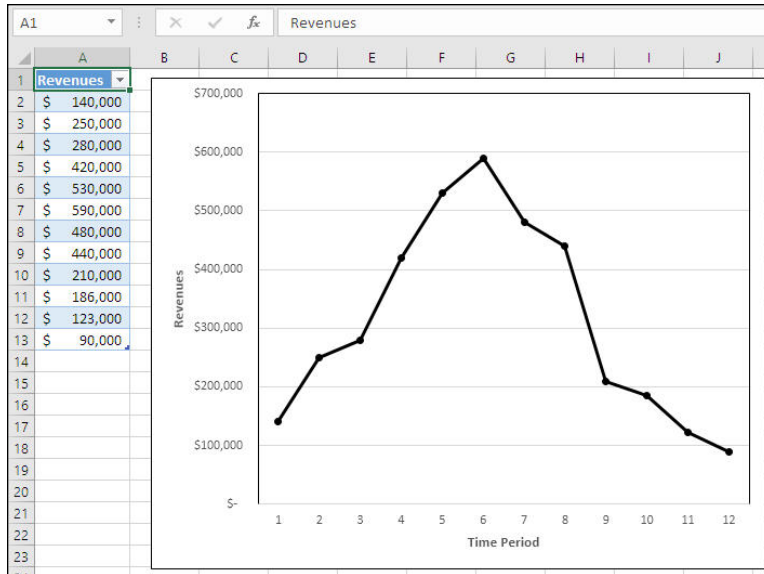 A1 fx Revenues
A B C D E F G H I J
1 Revenues
2 $ 140,000
3 $ 250,000
4 $ 280,000
5 $ 420,000
6 $ 530,000
7 $ 590,000
8 $ 480,000
9 $ 440,000
10 $ 210,000
11 $ 186,000
12 $ 123,000
13 $ 90,000
14
15
16
17
18
19
20
21
22
23
$700,000
$600,000
$500,000
$400,000
$300,000
$200,000
$100,000
$-
Revenues
1 2 3 4 5 6 7 8 9 10 11 12
Time Period